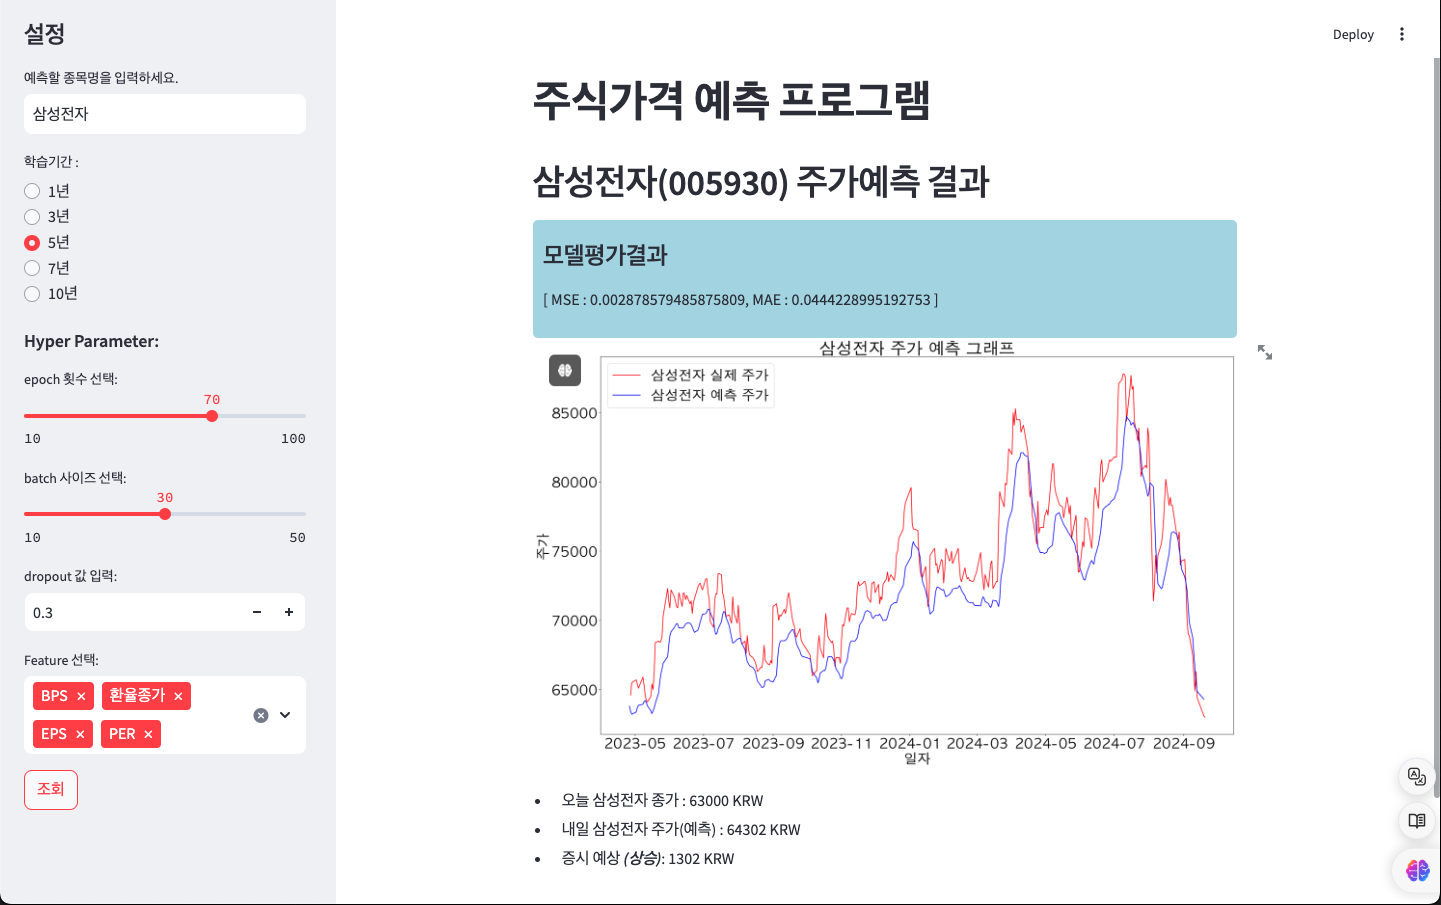 설정
예측할 종목명을 입력하세요.
삼성전자
학습기간 :
1년
3년
5년
7년
10년
Hyper Parameter:
epoch 횟수 선택:
70
10 100
batch 사이즈 선택:
30
10 50
dropout 값 입력:
0.3 − +
Feature 선택:
BPS × 환율종가 ×
EPS × PER ×
조회
Deploy
주식가격 예측 프로그램
삼성전자(005930) 주가예측 결과
모델평가결과
[ MSE : 0.002878579485875809, MAE : 0.0444228995192753 ]
삼성전자 주가 예측 그래프
삼성전자 실제 주가
삼성전자 예측 주가
85000
80000
75000
70000
65000
주가
2023-05 2023-07 2023-09 2023-11 2024-01 2024-03 2024-05 2024-07 2024-09
일자
• 오늘 삼성전자 종가 : 63000 KRW
• 내일 삼성전자 주가(예측) : 64302 KRW
• 증시 예상 (상승): 1302 KRW